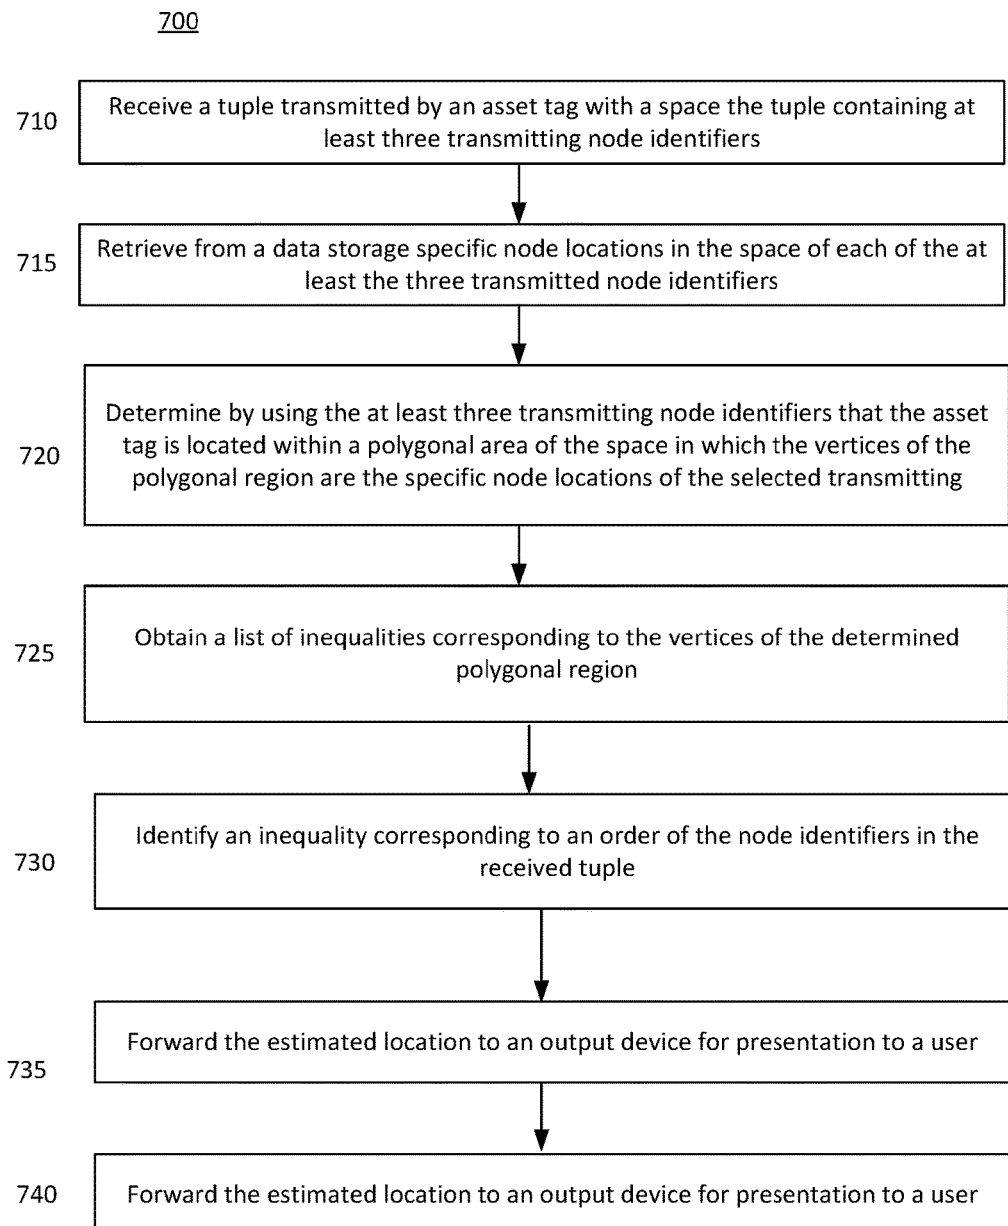 700
710
Receive a tuple transmitted by an asset tag with a space the tuple containing at
least three transmitting node identifiers
715
Retrieve from a data storage specific node locations in the space of each of the at
least the three transmitted node identifiers
720
Determine by using the at least three transmitting node identifiers that the asset
tag is located within a polygonal area of the space in which the vertices of the
polygonal region are the specific node locations of the selected transmitting
725
Obtain a list of inequalities corresponding to the vertices of the determined
polygonal region
730
Identify an inequality corresponding to an order of the node identifiers in the
received tuple
735
Forward the estimated location to an output device for presentation to a user
740
Forward the estimated location to an output device for presentation to a user